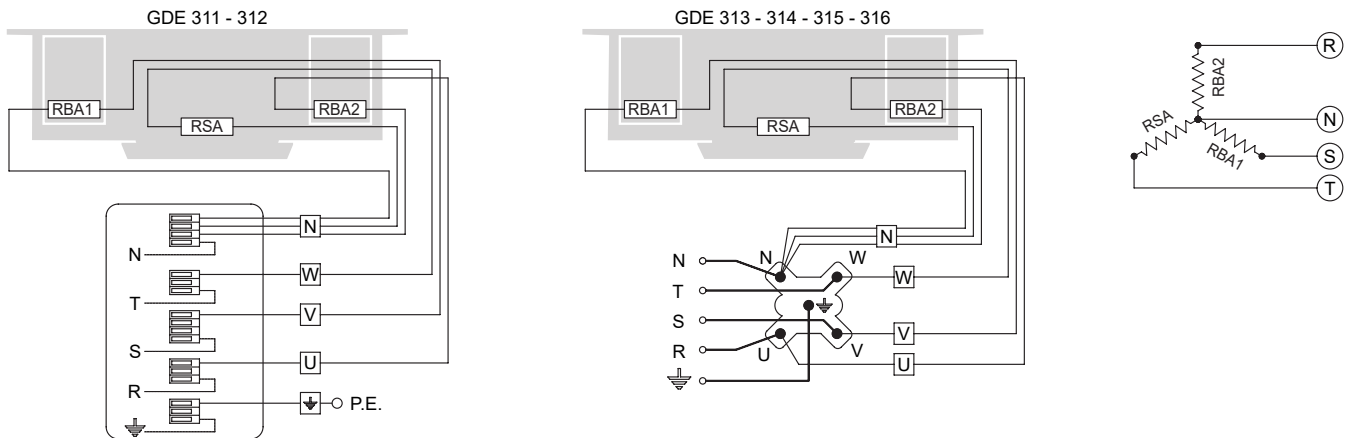 GDE 311 - 312
RBA1
RSA
RBA2
N
N
W
T
V
S
U
R
P.E.
GDE 313 - 314 - 315 - 316
RBA1
RSA
RBA2
N
N
N
W
W
T
S
V
R
U
V
U
R
RBA2
RSA
N
RBA1
S
T